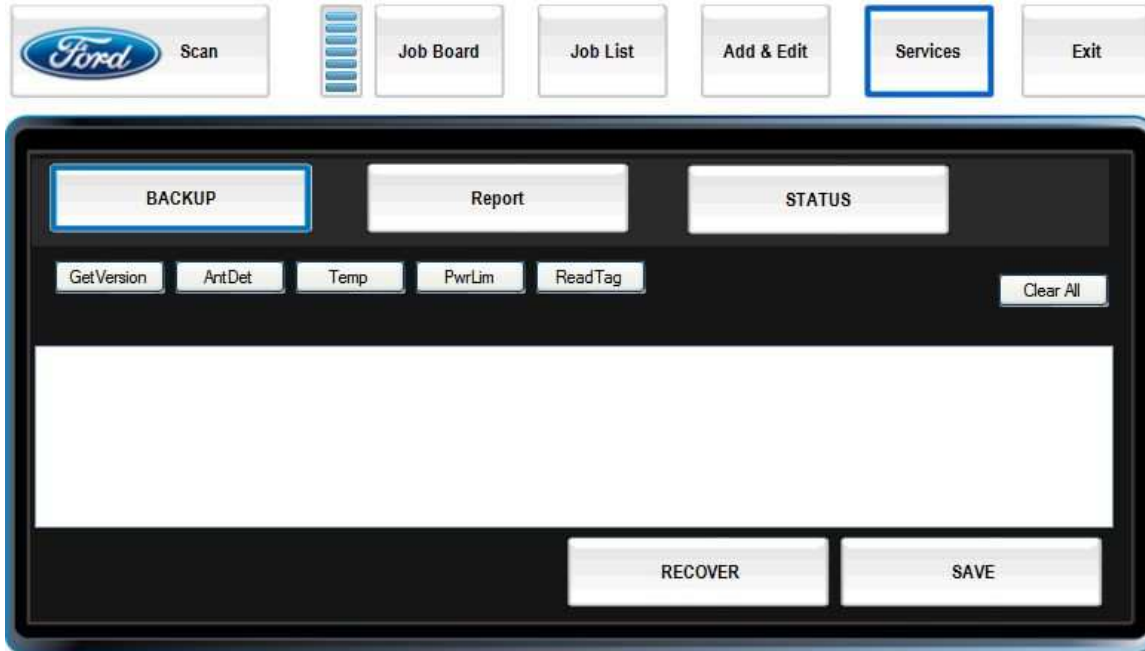 Ford Scan Job Board Job List Add & Edit Services Exit
BACKUP Report STATUS
GetVersion AntDet Temp PwrLim ReadTag Clear All
RECOVER SAVE